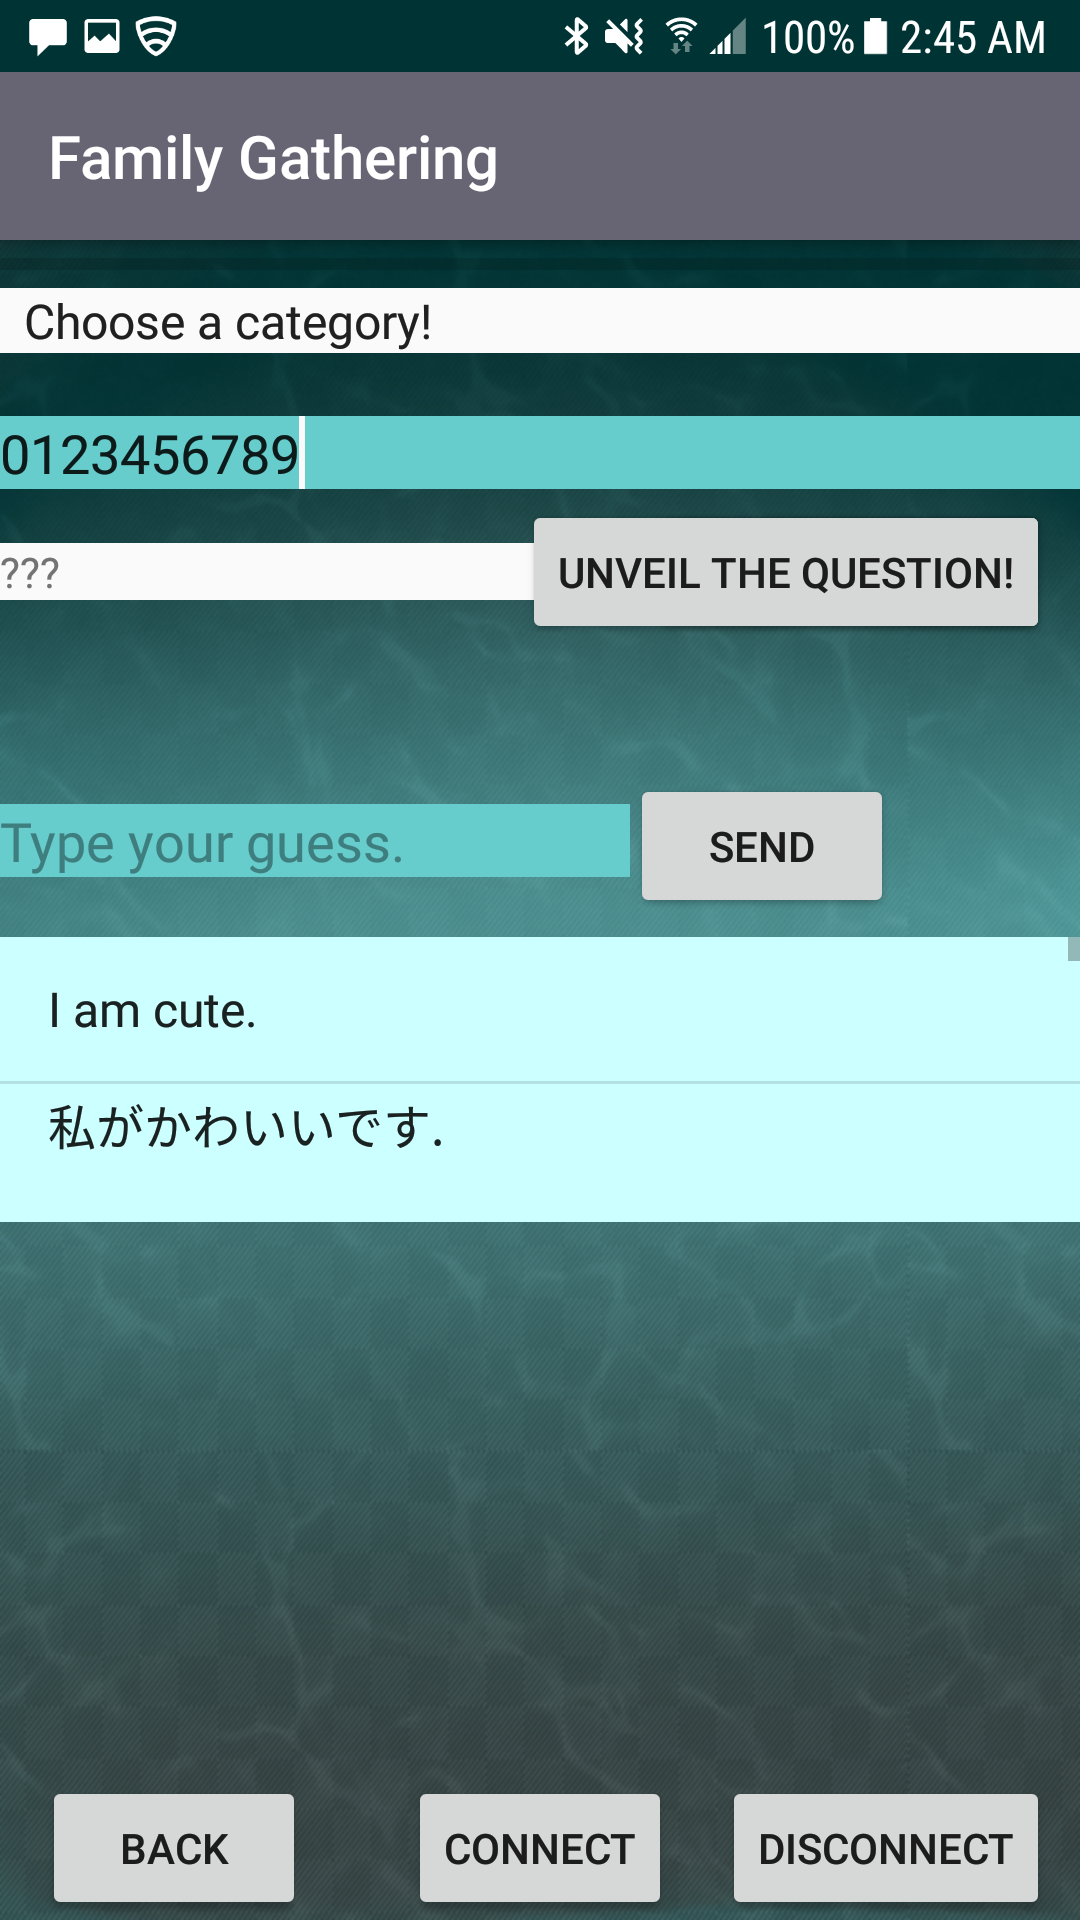 100% 2:45 AM
Family Gathering
Choose a category!
0123456789
??? UNVEIL THE QUESTION!
Type your guess. SEND
I am cute.
私がかわいいです.
BACK CONNECT DISCONNECT